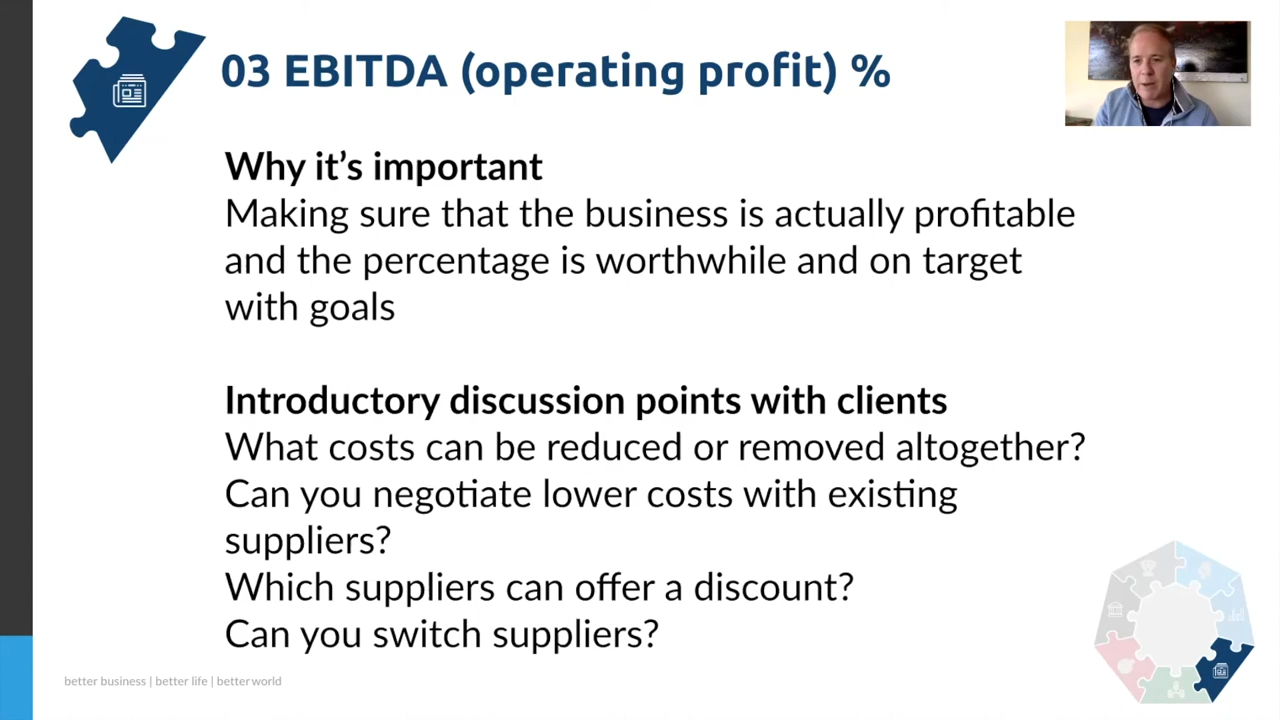 03 EBITDA (operating profit) %
Why it’s important
Making sure that the business is actually profitable
and the percentage is worthwhile and on target
with goals
Introductory discussion points with clients
What costs can be reduced or removed altogether?
Can you negotiate lower costs with existing
suppliers?
Which suppliers can offer a discount?
Can you switch suppliers?
better business | better life | better world